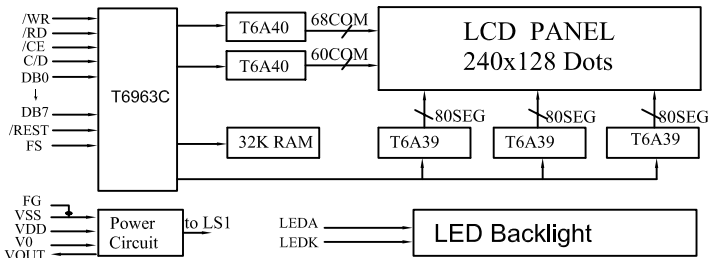 /WR
/RD
/CE
C/D
DB0
DB7
/REST
FS
T6963C
T6A40
68COM
T6A40
60COM
LCD PANEL
240x128 Dots
80SEG
80SEG
80SEG
32K RAM
T6A39
T6A39
T6A39
FG
VSS
VDD
V0
VOUT
Power
Circuit
to LS1
LEDA
LEDK
LED Backlight